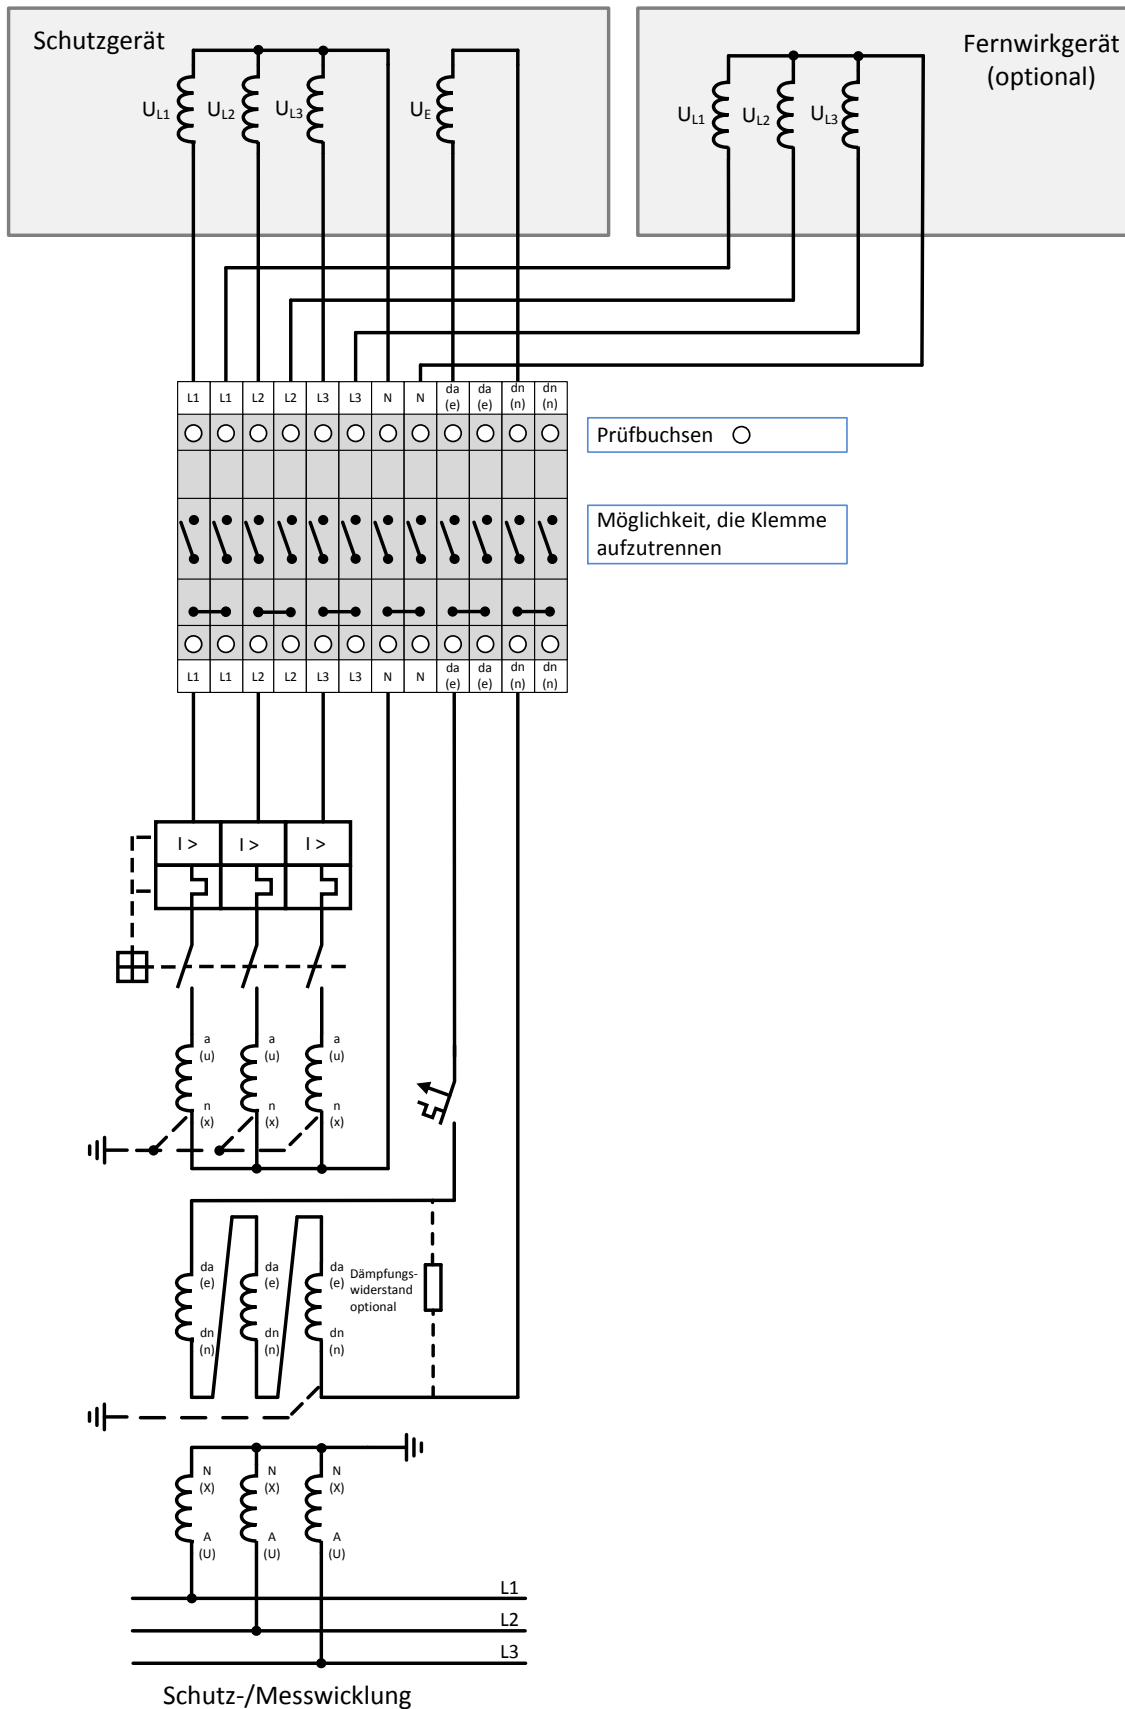 Schutzgerät
Fernwirkgerät
(optional)
UL1
UL2
UL3
UE
UL1
UL2
UL3
L1 L1 L2 L2 L3 L3 N N da (e) da (e) dn (n) dn (n)
Prüfbuchsen
Möglichkeit, die Klemme
aufzutrennen
L1 L1 L2 L2 L3 L3 N N da (e) da (e) dn (n) dn (n)
I > I > I >
a a a
(u) (u) (u)
n n n
(x) (x) (x)
da da da
(e) (e) (e)
Dämpfungs-
widerstand
optional
dn dn dn
(n) (n) (n)
N N N
(X) (X) (X)
A A A
(U) (U) (U)
L1
L2
L3
Schutz-/Messwicklung